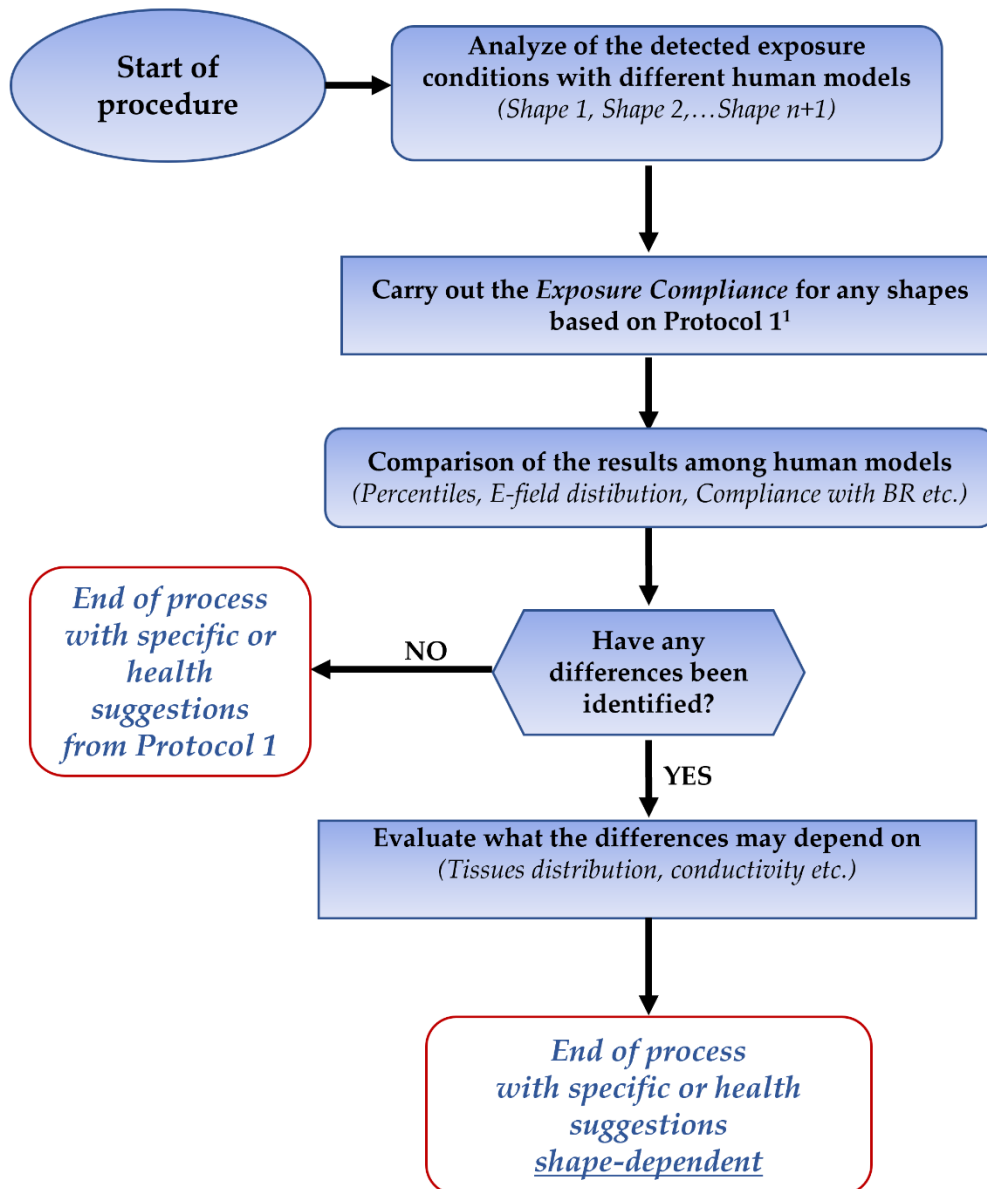 Start of
procedure
Analyze of the detected exposure
conditions with different human models
(Shape 1, Shape 2,…Shape n+1)
Carry out the Exposure Compliance for any shapes
based on Protocol 1¹
Comparison of the results among human models
(Percentiles, E-field distibution, Compliance with BR etc.)
Have any
differences been
identified?
NO
End of process
with specific or
health
suggestions
from Protocol 1
YES
Evaluate what the differences may depend on
(Tissues distribution, conductivity etc.)
End of process
with specific or health
suggestions
shape-dependent